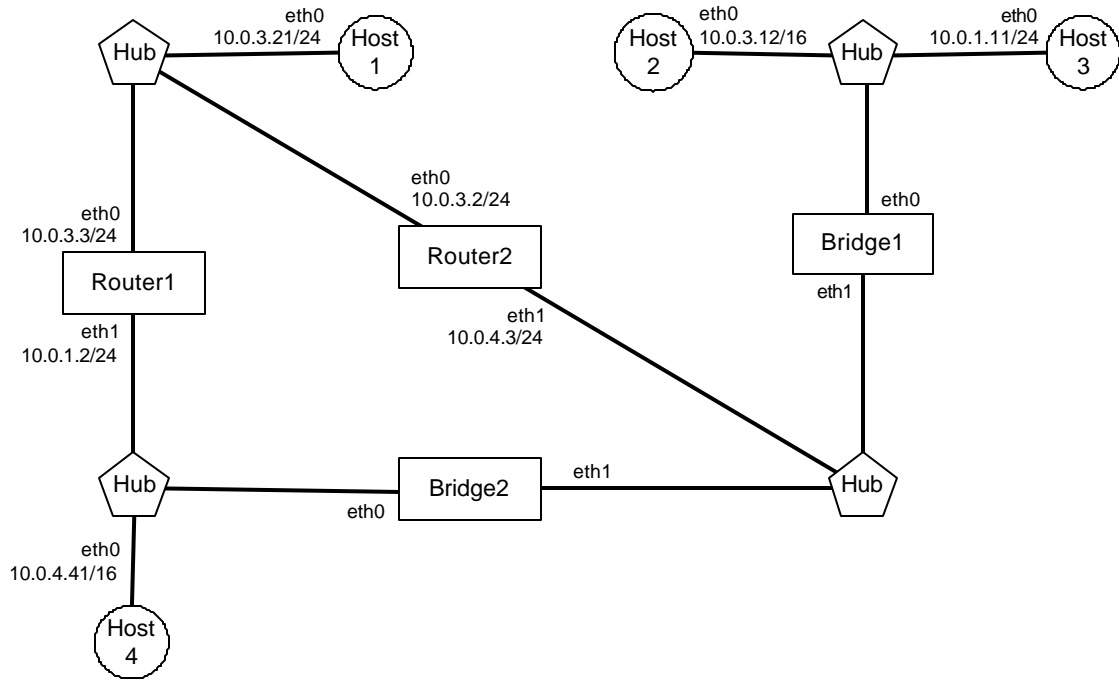 Hub
eth0
10.0.3.21/24
Host
1
Host
2
eth0
10.0.3.12/16
Hub
eth0
10.0.1.11/24
Host
3
eth0
10.0.3.3/24
Router1
eth1
10.0.1.2/24
eth0
10.0.3.2/24
Router2
eth1
10.0.4.3/24
eth0
Bridge1
eth1
Hub
eth0
Bridge2
eth1
Hub
eth0
10.0.4.41/16
Host
4